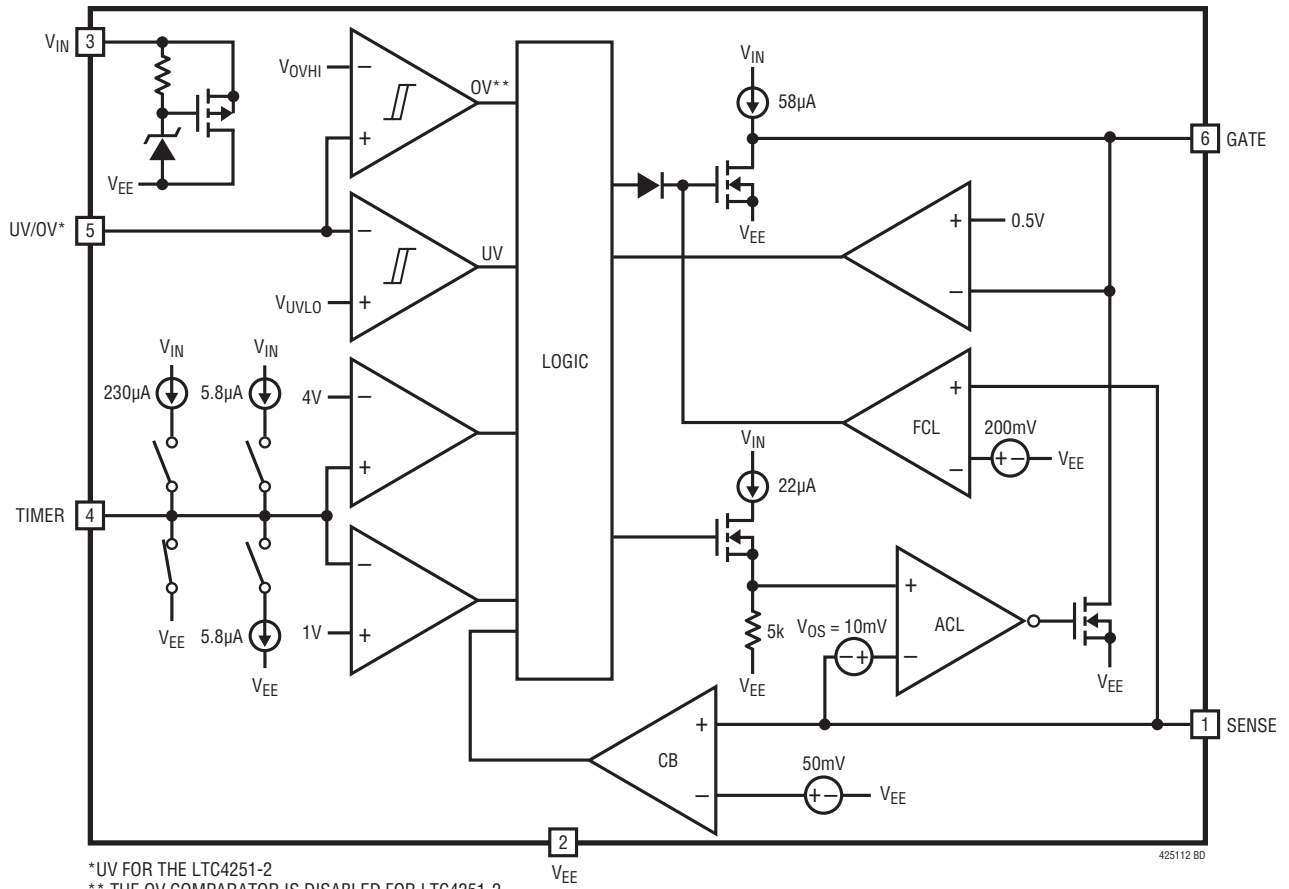 VIN 3
VOVHI
−
+
OV**
VEE
UV/OV* 5
−
+
UV
VUVLO
LOGIC
VIN
58µA
6 GATE
VEE
+
−
0.5V
VIN
230µA
VIN
5.8µA
4V
−
+
TIMER 4
−
+
1V
VEE
5.8µA
VEE
FCL
+
−
200mV
+ −
VEE
VIN
22µA
5k
VEE
VOS = 10mV
− +
+
−
ACL
VEE
1 SENSE
CB
+
−
50mV
+ −
VEE
2
VEE
425112 BD
*UV FOR THE LTC4251-2
** THE OV COMPARATOR IS DISABLED FOR LTC4251-2